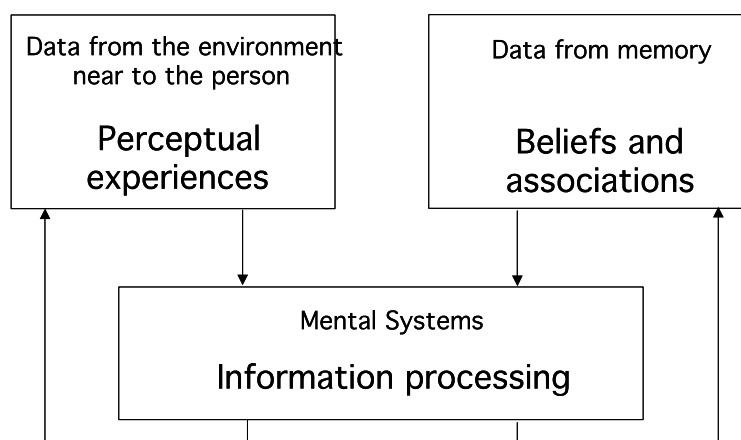 Data from the environment
near to the person
Perceptual
experiences
Data from memory
Beliefs and
associations
Mental Systems
Information processing